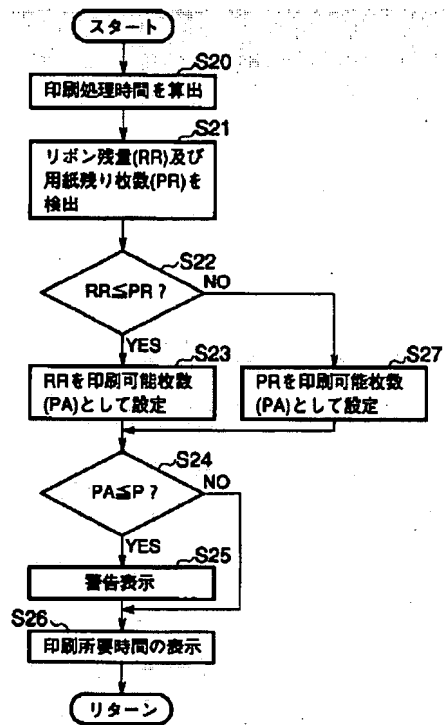 スタート
S20
印刷処理時間を算出
S21
リボン残量(RR)及び
用紙残り枚数(PR)を
検出
S22
RR≦PR ?
NO
YES
S23
RRを印刷可能枚数
(PA)として設定
S27
PRを印刷可能枚数
(PA)として設定
S24
PA≦P ?
NO
YES
S25
警告表示
S26
印刷所要時間の表示
リターン